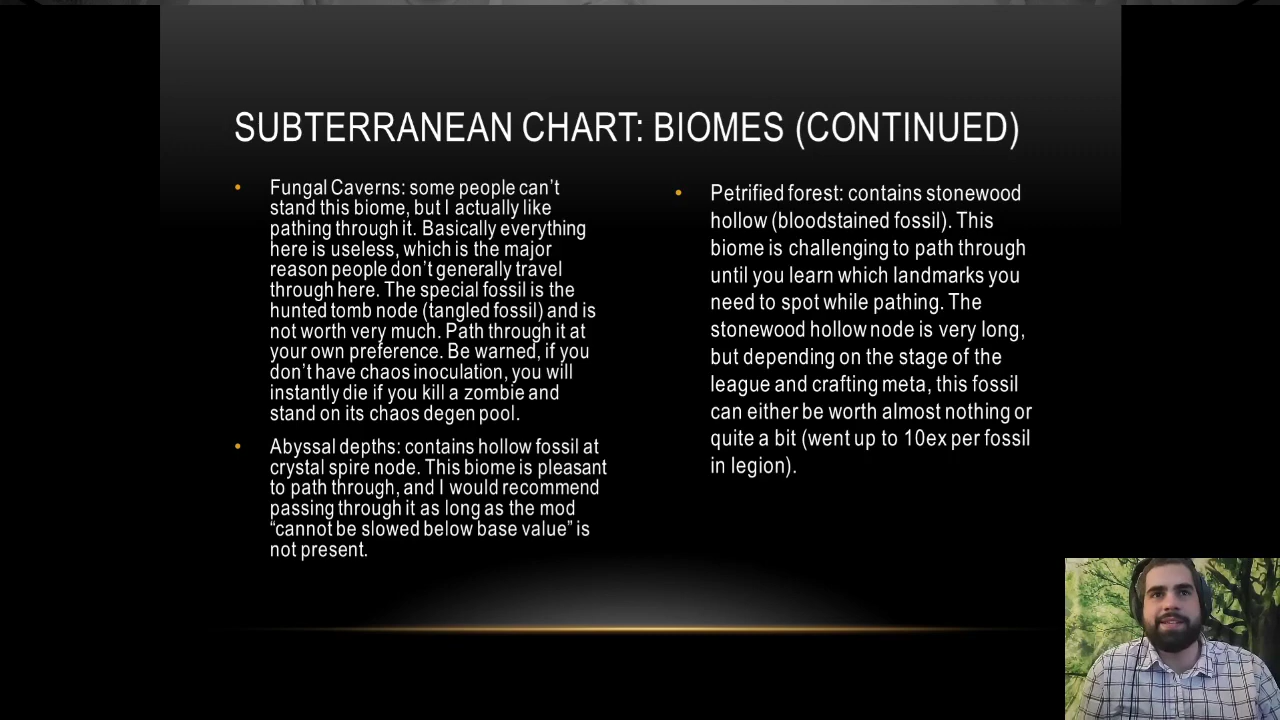 SUBTERRANEAN CHART: BIOMES (CONTINUED)
• Fungal Caverns: some people can’t
stand this biome, but I actually like
pathing through it. Basically everything
here is useless, which is the major
reason people don’t generally travel
through here. The special fossil is the
hunted tomb node (tangled fossil) and is
not worth very much. Path through it at
your own preference. Be warned, if you
don’t have chaos inoculation, you will
instantly die if you kill a zombie and
stand on its chaos degen pool.
• Abyssal depths: contains hollow fossil at
crystal spire node. This biome is pleasant
to path through, and I would recommend
passing through it as long as the mod
“cannot be slowed below base value” is
not present.
• Petrified forest: contains stonewood
hollow (bloodstained fossil). This
biome is challenging to path through
until you learn which landmarks you
need to spot while pathing. The
stonewood hollow node is very long,
but depending on the stage of the
league and crafting meta, this fossil
can either be worth almost nothing or
quite a bit (went up to 10ex per fossil
in legion).